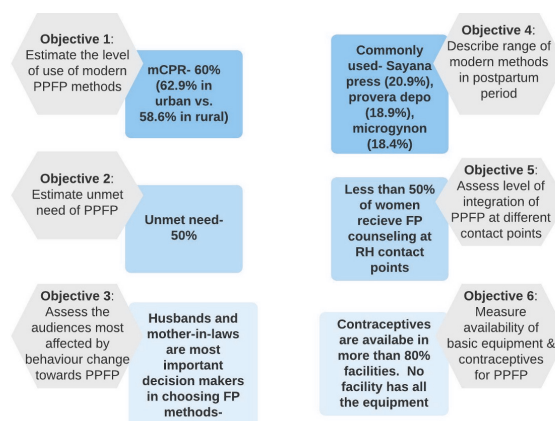 Objective 1:
Estimate the level
of use of modern
PPFP methods
mCPR- 60%
(62.9% in
urban vs.
58.6% in rural)
Objective 2:
Estimate unmet
need of PPFP
Unmet need-
50%
Objective 3:
Assess the
audiences most
affected by
behaviour change
towards PPFP
Husbands and
mother-in-laws
are most
important
decision makers
in choosing FP
methods-
Objective 4:
Describe range of
modern methods
in postpartum
period
Commonly
used- Sayana
press (20.9%),
provera depo
(18.9%),
microgynon
(18.4%)
Objective 5:
Assess level of
integration of
PPFP at different
contact points
Less than 50%
of women
recieve FP
counseling at
RH contact
points
Objective 6:
Measure
availability of
basic equipment &
contraceptives
for PPFP
Contraceptives
are availabe in
more than 80%
facilities. No
facility has all
the equipment